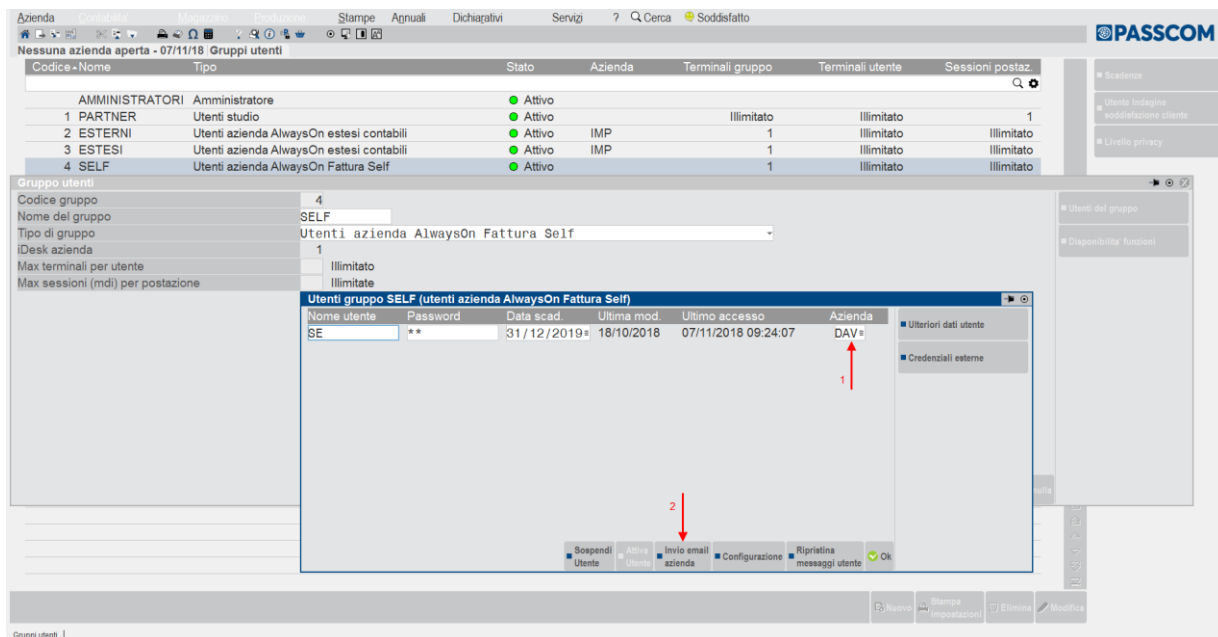 Azienda Contabilita' Magazzino Produzione Stampe Annuali Dichiarativi Servizi ? Cerca Soddisfatto
PASSCOM
Nessuna azienda aperta - 07/11/18 Gruppi utenti
Codice Nome Tipo Stato Azienda Terminali gruppo Terminali utente Sessioni postaz.
AMMINISTRATORI Amministratore Attivo
1 PARTNER Utenti studio Attivo Illimitato Illimitato 1
2 ESTERNI Utenti azienda AlwaysOn estesi contabili Attivo IMP 1 Illimitato Illimitato
3 ESTESI Utenti azienda AlwaysOn estesi contabili Attivo IMP 1 Illimitato Illimitato
4 SELF Utenti azienda AlwaysOn Fattura Self Attivo 1 Illimitato Illimitato
Scadenze
Utente Indagine
soddisfazione cliente
Livello privacy
Gruppo utenti
Codice gruppo 4
Nome del gruppo SELF
Tipo di gruppo Utenti azienda AlwaysOn Fattura Self
iDesk azienda 1
Max terminali per utente Illimitato
Max sessioni (mdi) per postazione Illimitate
Utenti del gruppo
Disponibilita' funzioni
Utenti gruppo SELF (utenti azienda AlwaysOn Fattura Self)
Nome utente Password Data scad. Ultima mod. Ultimo accesso Azienda
SE ** 31/12/2019 18/10/2018 07/11/2018 09:24:07 DAV
Ulteriori dati utente
Credenziali esterne
1
2
Sospendi Utente
Attiva Utente
Invio email azienda
Configurazione
Ripristina messaggi utente
Ok
Nuovo Stampa impostazioni Elimina Modifica
Gruppi utenti